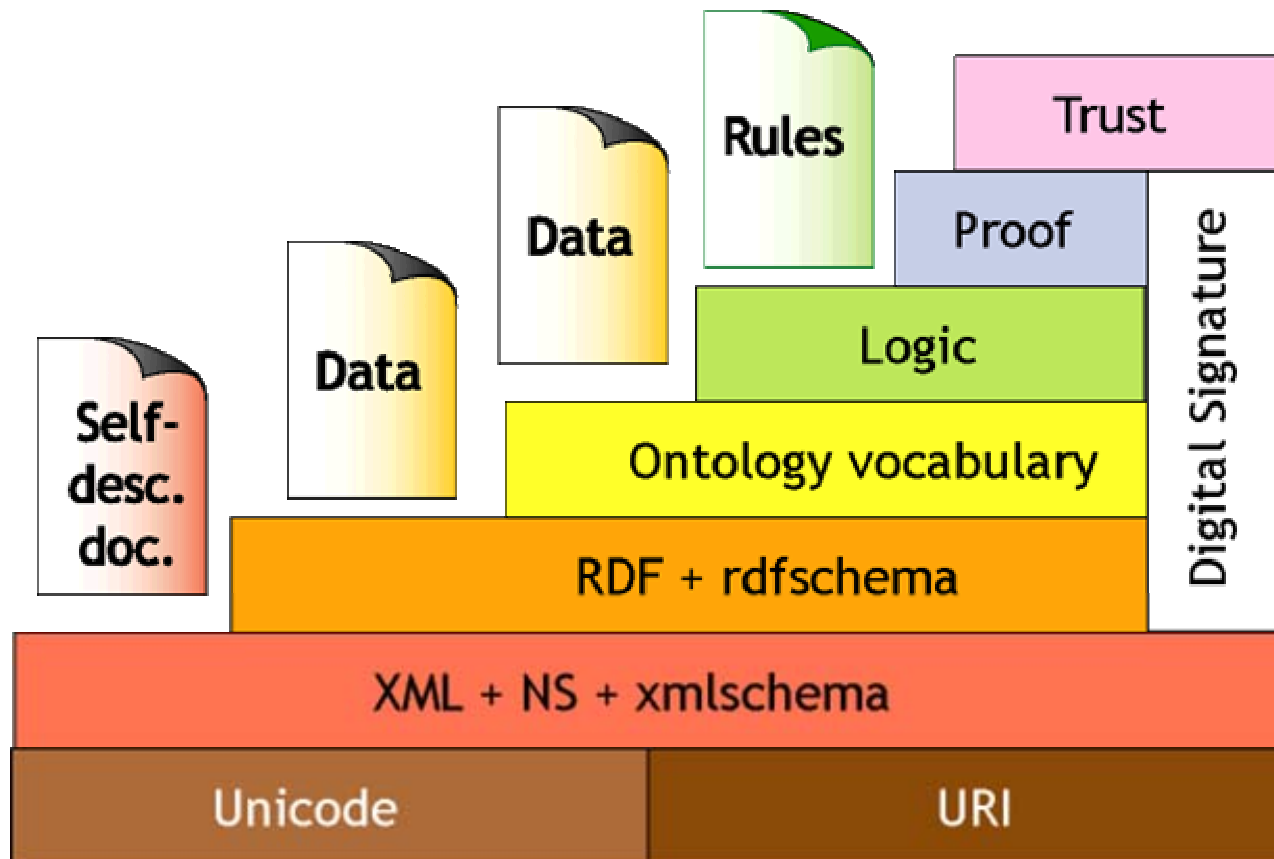 Rules
Trust
Data
Proof
Data
Logic
Self-
desc.
doc.
Ontology vocabulary
Digital Signature
RDF + rdfschema
XML + NS + xmlschema
Unicode
URI